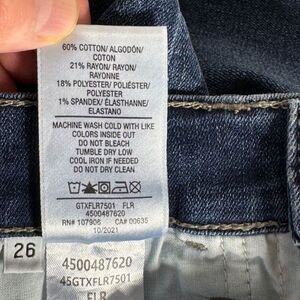 60% COTTON/ ALGODÓN/
COTON
21% RAYON/ RAYON/
RAYONNE
18% POLYESTER/ POLIÉSTER/
POLYESTER
1% SPANDEX/ ÉLASTHANNE/
ELASTANO
MACHINE WASH COLD WITH LIKE
COLORS INSIDE OUT
DO NOT BLEACH
TUMBLE DRY LOW
COOL IRON IF NEEDED
DO NOT DRY CLEAN
GTXFLR7501 FLR
4500487620
RN# 107906 CA# 00635
10/2021
26
4500487620
45GTXFLR7501
FLR